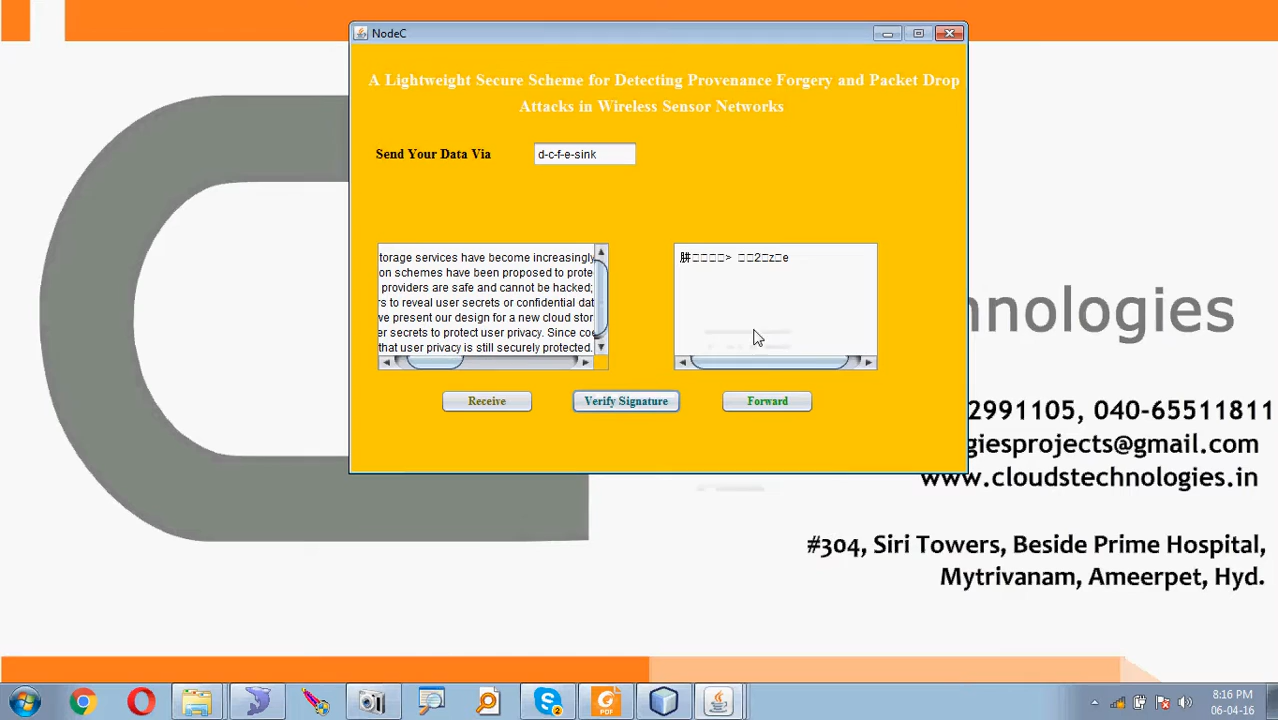 NodeC
A Lightweight Secure Scheme for Detecting Provenance Forgery and Packet Drop
Attacks in Wireless Sensor Networks
Send Your Data Via
d-c-f-e-sink
torage services have become increasingly
on schemes have been proposed to prote
providers are safe and cannot be hacked;
rs to reveal user secrets or confidential dat
ve present our design for a new cloud stor
er secrets to protect user privacy. Since co
that user privacy is still securely protected.
□□□□> □□2□z□e
Receive
Verify Signature
Forward
nologies
2991105, 040-65511811
giesprojects@gmail.com
www.cloudstechnologies.in
#304, Siri Towers, Beside Prime Hospital,
Mytrivanam, Ameerpet, Hyd.
2
PDF
8:16 PM
06-04-16